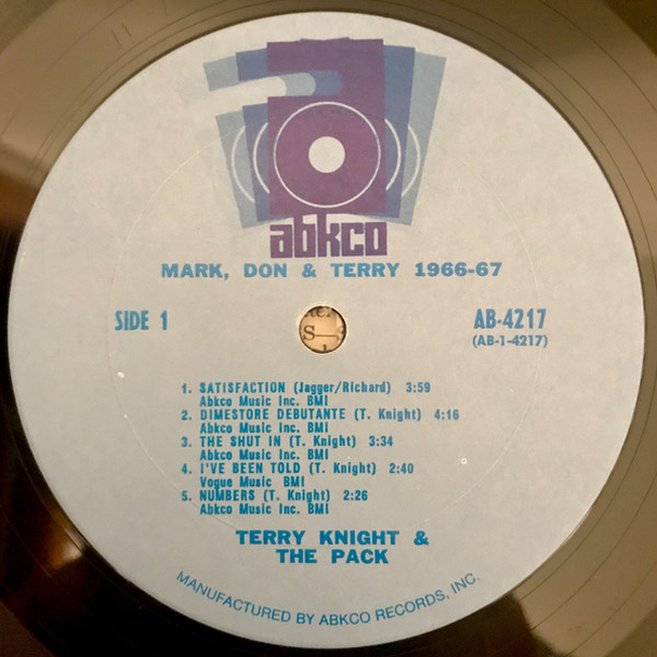 abkco
MARK, DON & TERRY 1966-67
SIDE 1
AB-4217
(AB-1-4217)
1. SATISFACTION (Jagger/Richard) 3:59
Abkco Music Inc. BMI
2. DIMESTORE DEBUTANTE (T. Knight) 4:16
Abkco Music Inc. BMI
3. THE SHUT IN (T. Knight) 3:34
Abkco Music Inc. BMI
4. I'VE BEEN TOLD (T. Knight) 2:40
Vogue Music BMI
5. NUMBERS (T. Knight) 2:26
Abkco Music Inc. BMI
TERRY KNIGHT &
THE PACK
MANUFACTURED BY ABKCO RECORDS, INC.